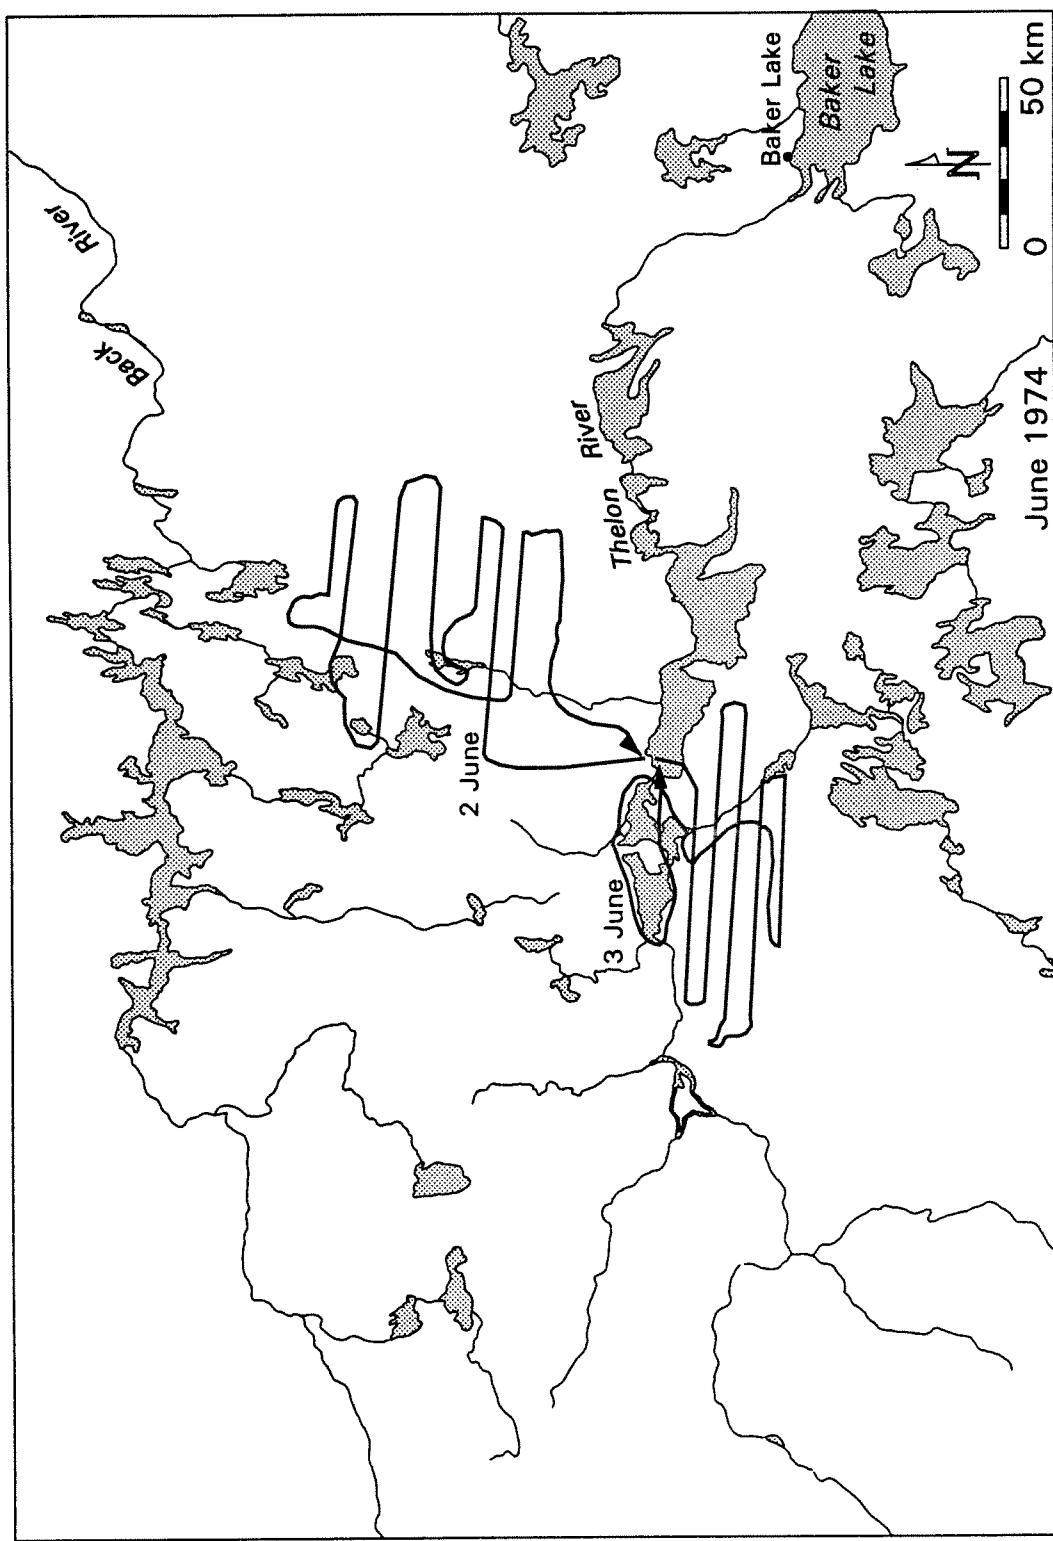 Back
River
Thelon
River
Baker Lake
Baker
Lake
2 June
3 June
N
0 50 km
June 1974